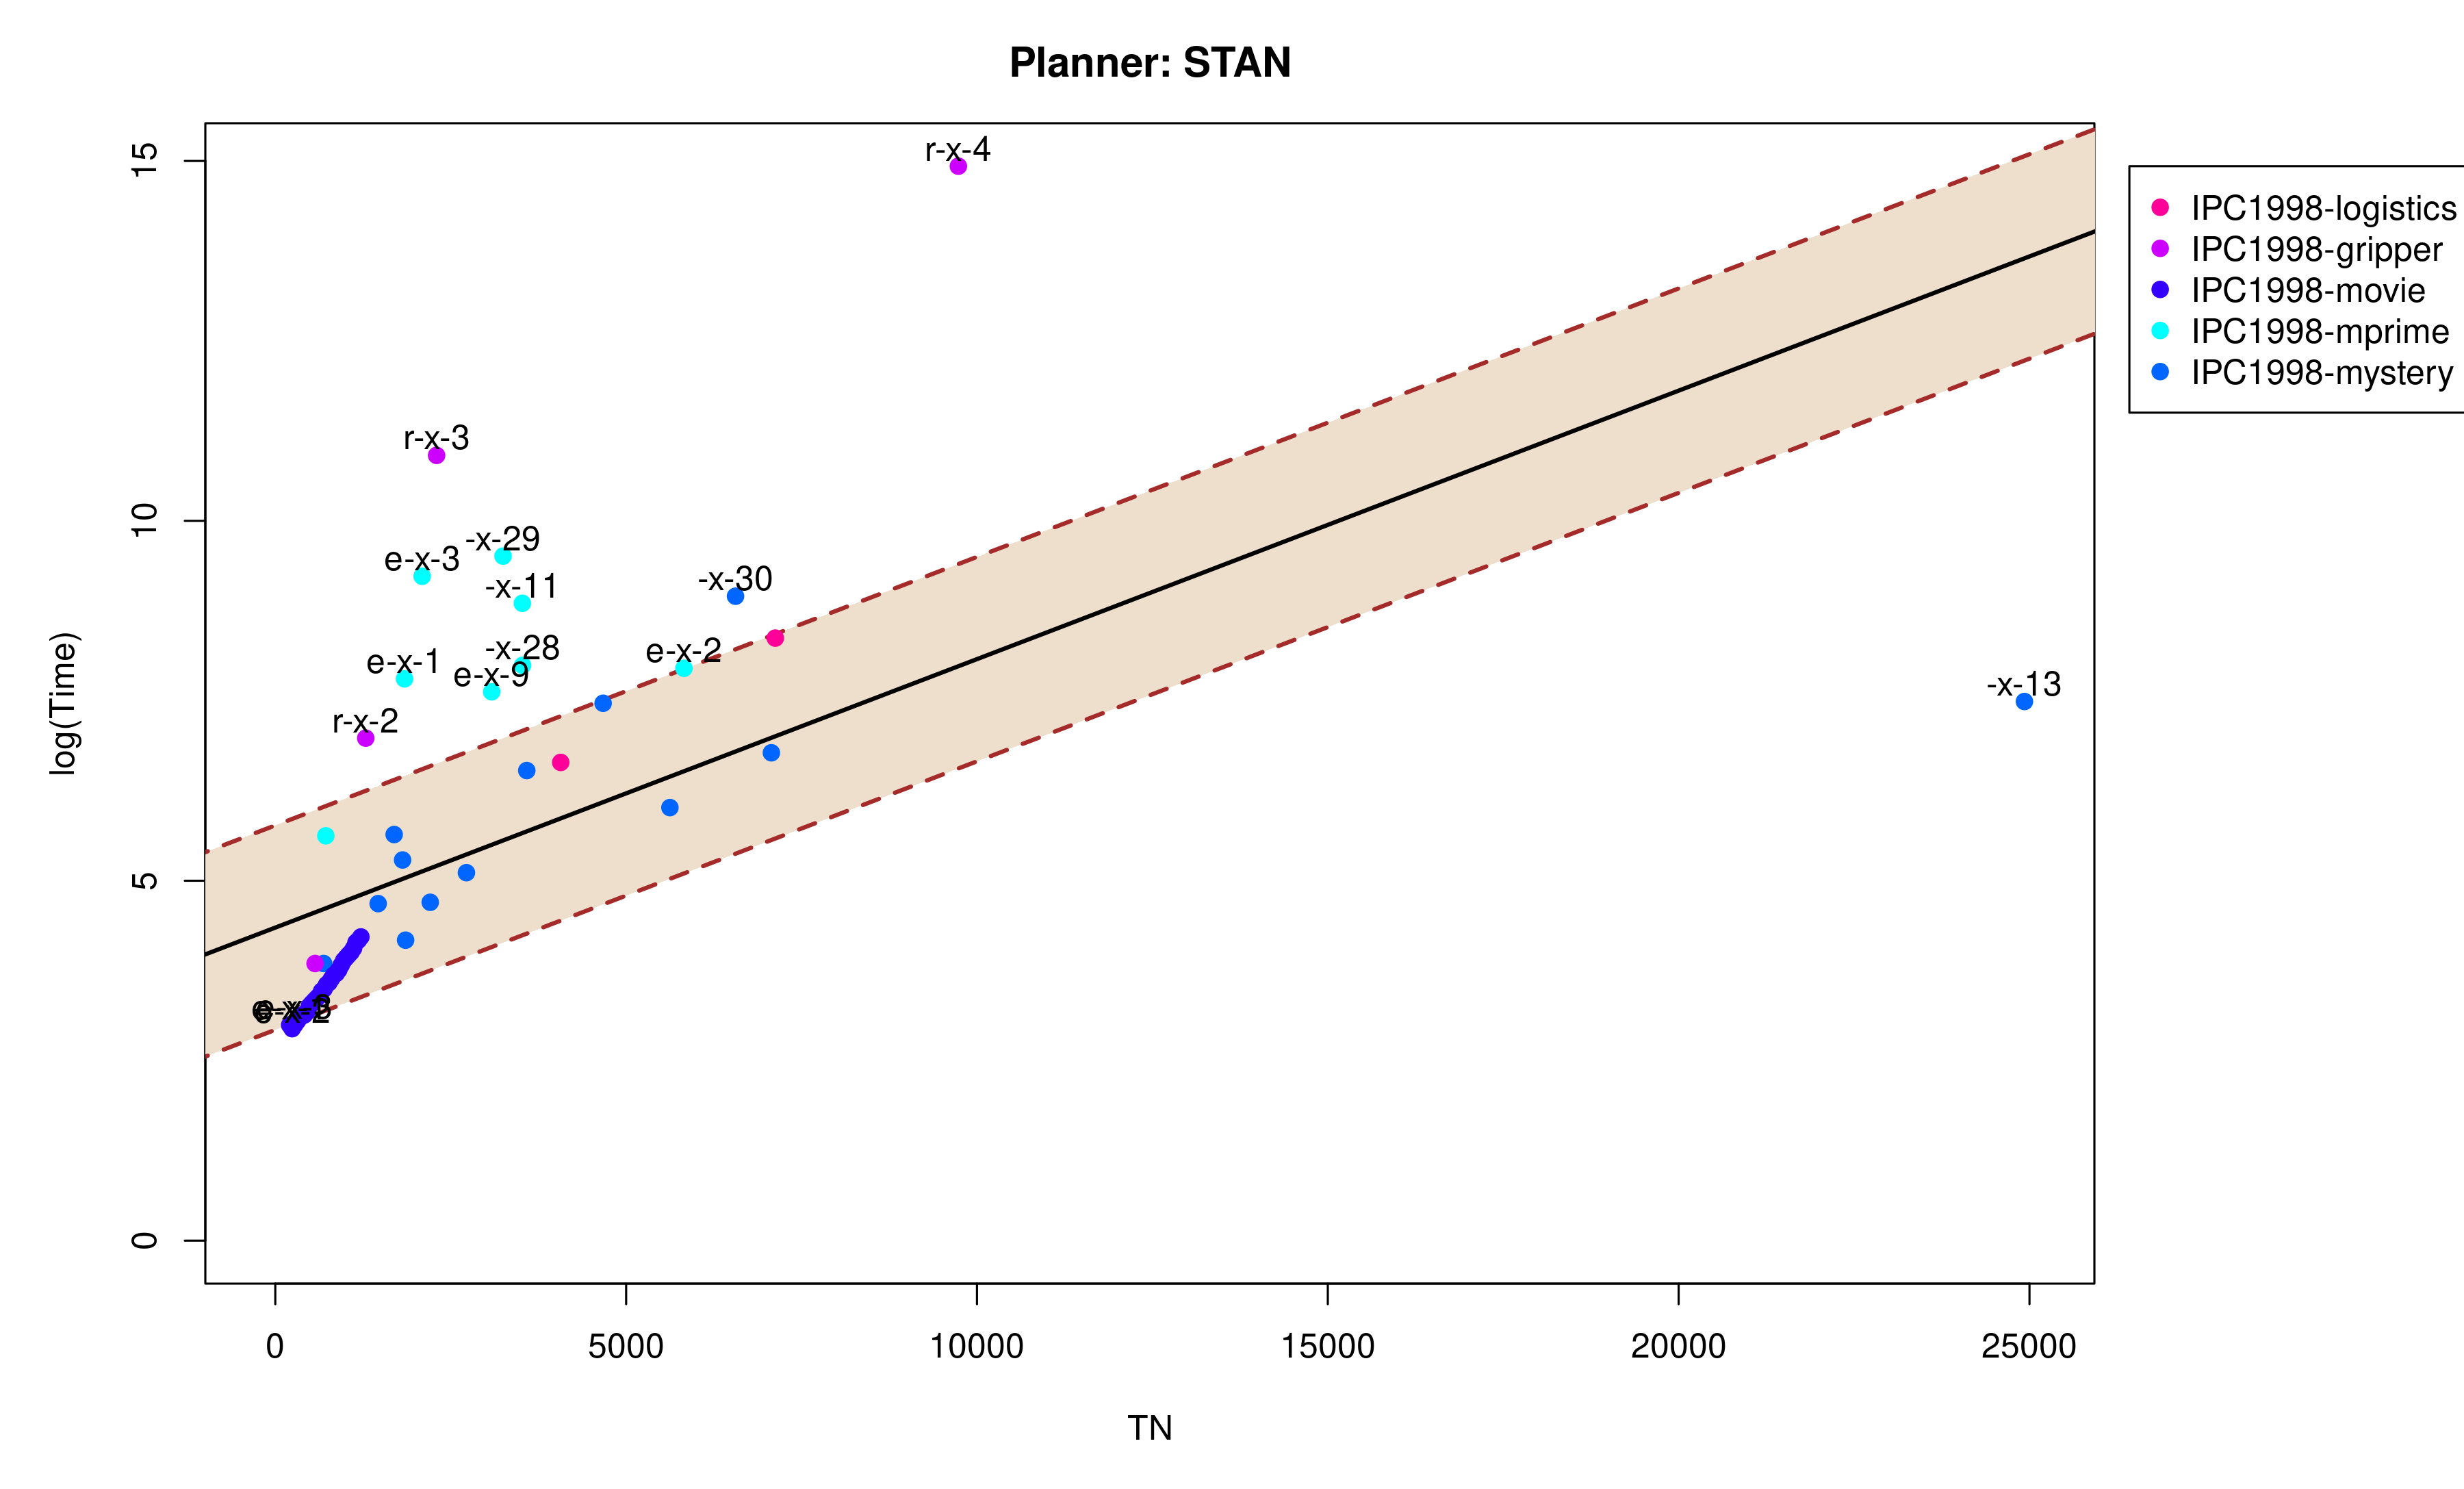 Planner: STAN
r-x-4
r-x-3
-x-29
e-x-3
-x-11
-x-30
-x-28
e-x-2
e-x-1
e-x-9
-x-13
r-x-2
log(Time)
15
10
5
0
0
5000
10000
15000
20000
25000
TN
IPC1998-logistics
IPC1998-gripper
IPC1998-movie
IPC1998-mprime
IPC1998-mystery